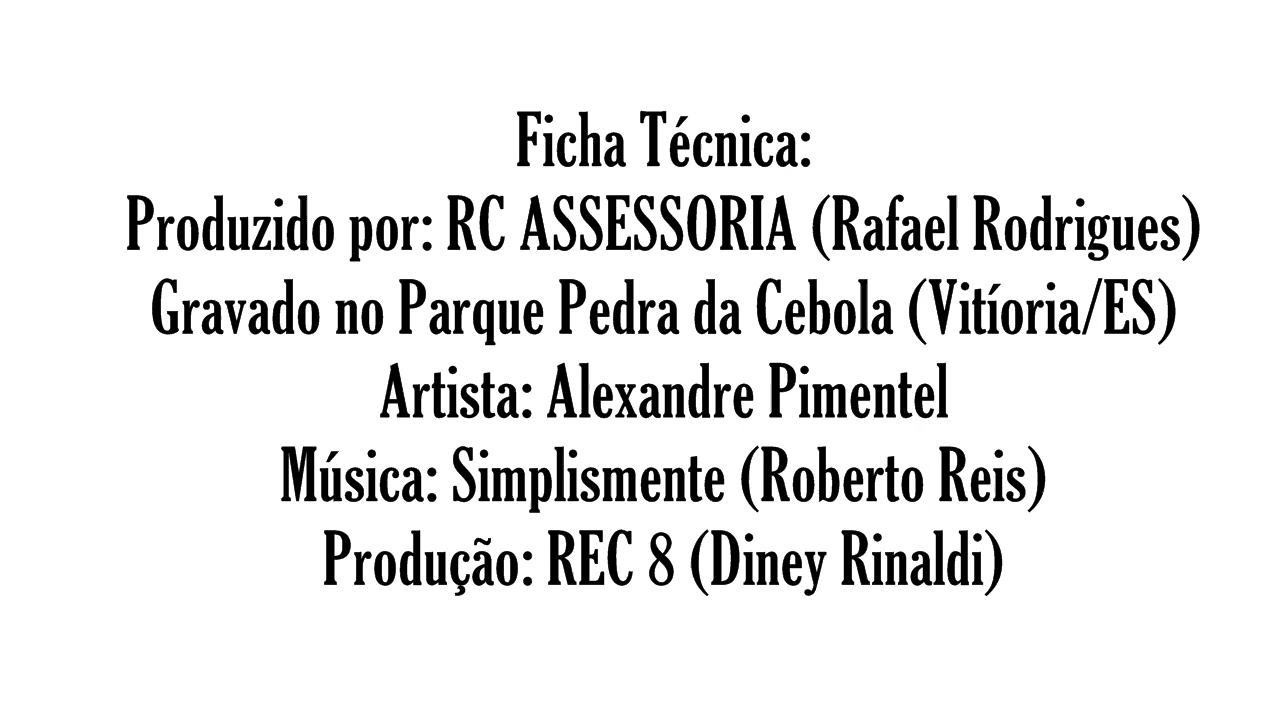 Ficha Técnica:
Produzido por: RC ASSESSORIA (Rafael Rodrigues)
Gravado no Parque Pedra da Cebola (Vitíoria/ES)
Artista: Alexandre Pimentel
Música: Simplismente (Roberto Reis)
Produção: REC 8 (Diney Rinaldi)